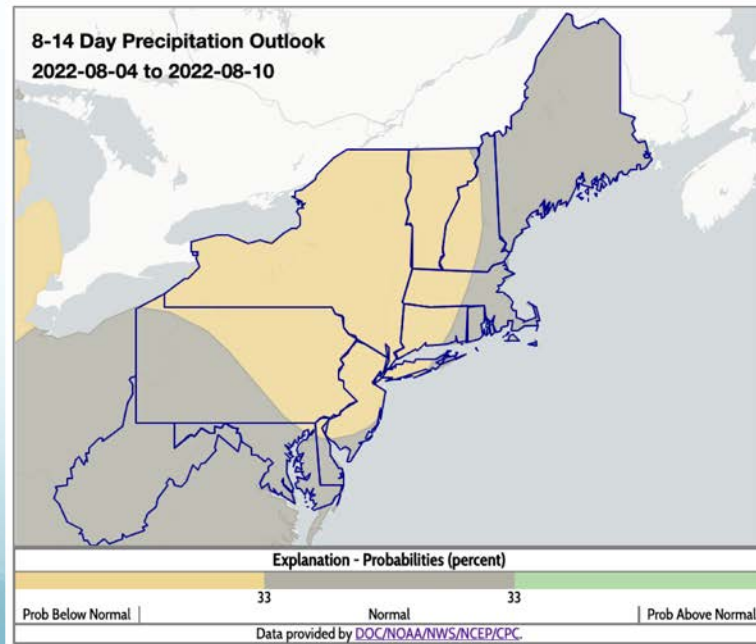 8-14 Day Precipitation Outlook
2022-08-04 to 2022-08-10
Explanation - Probabilities (percent)
33 33
Prob Below Normal Normal Prob Above Normal
Data provided by DOC/NOAA/NWS/NCEP/CPC.